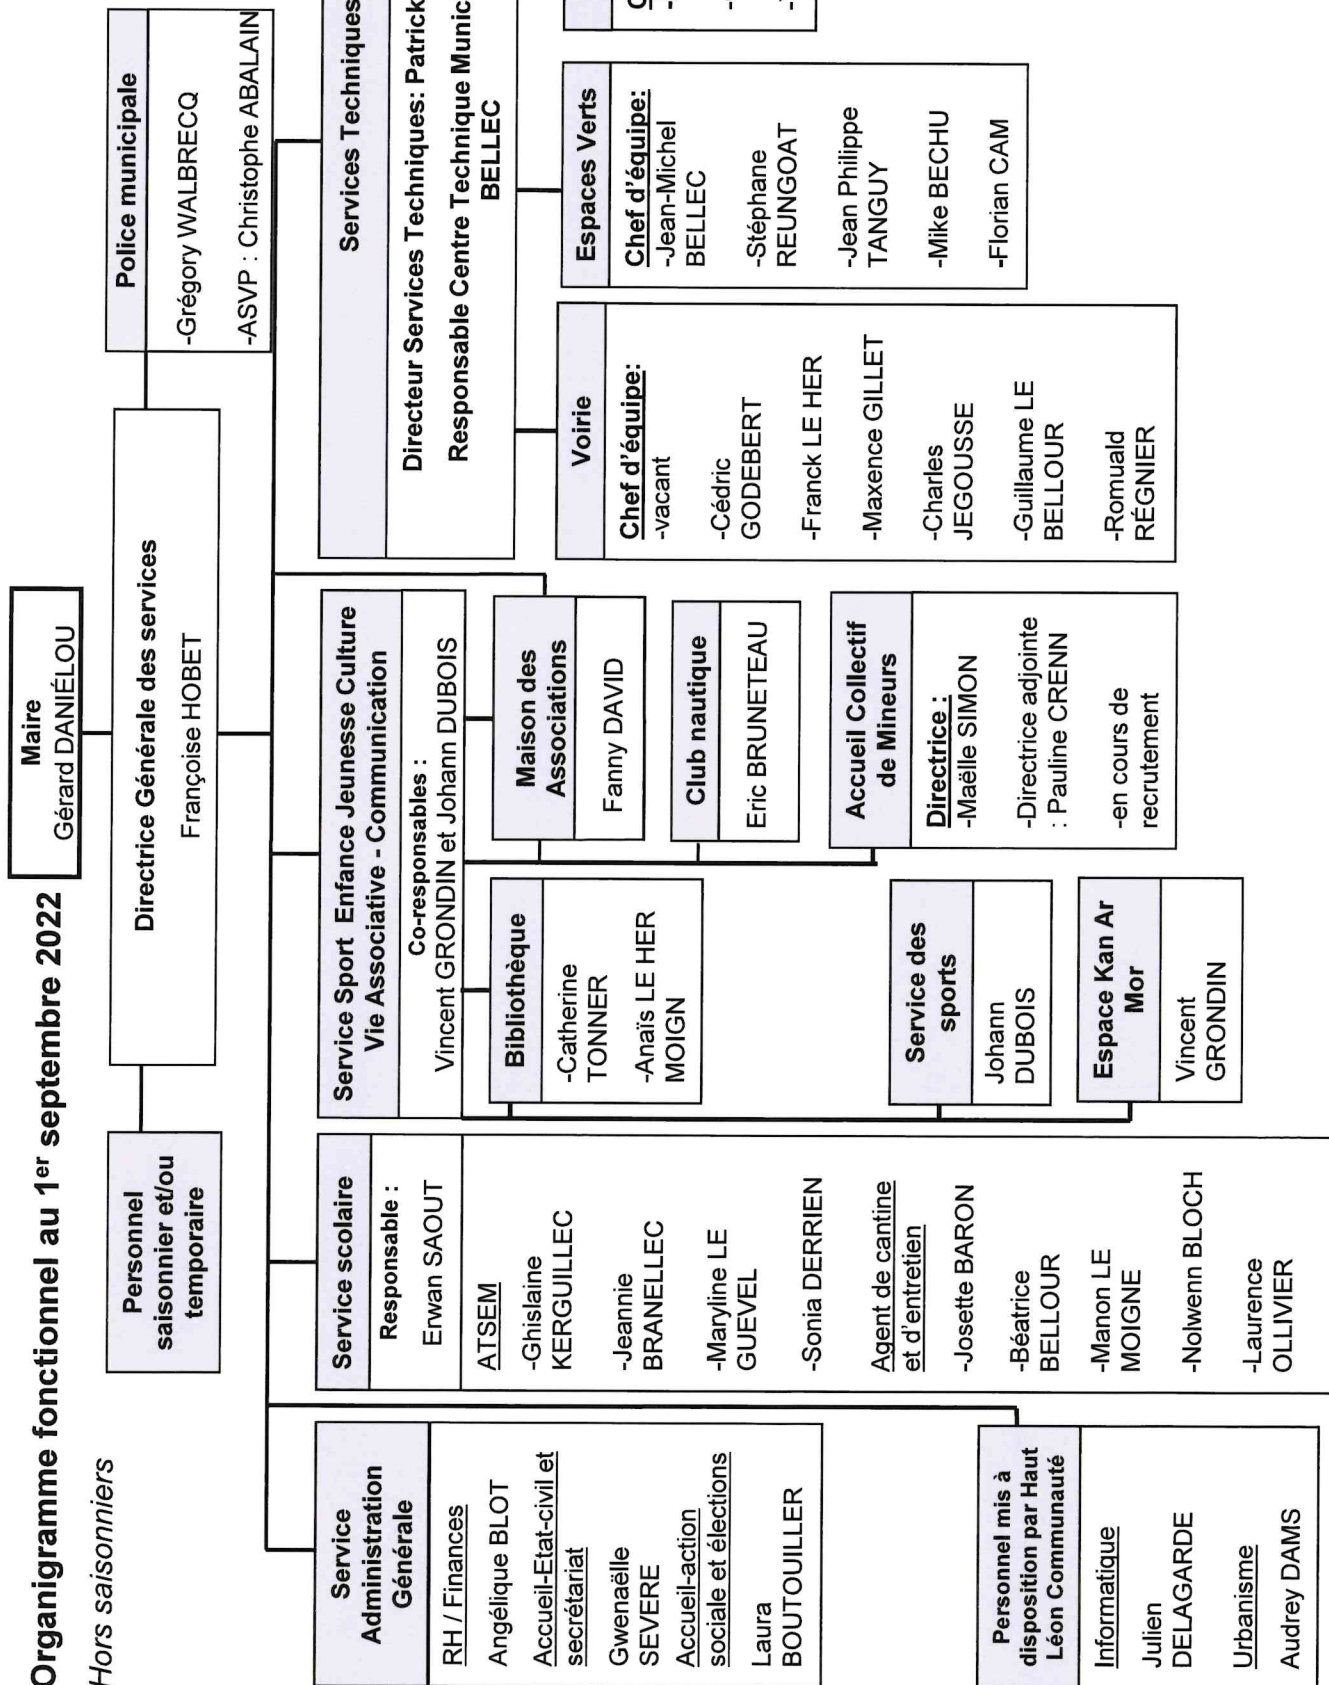 Organigramme fonctionnel au 1er septembre 2022
Hors saisonniers
Maire
Gérard DANIÉLOU
Directrice Générale des services
Françoise HOBET
Personnel
saisonnier et/ou
temporaire
Police municipale
-Grégory WALBRECQ
-ASVP : Christophe ABALAIN
Service
Administration
Générale
RH / Finances
Angélique BLOT
Accueil-Etat-civil et
secrétariat
Gwenaëlle
SEVERE
Accueil-action
sociale et élections
Laura
BOUTOUILLER
Personnel mis à
disposition par Haut
Léon Communauté
Informatique
Julien
DELAGARDE
Urbanisme
Audrey DAMS
Service scolaire
Responsable :
Erwan SAOUT
ATSEM
-Ghislaine
KERGUILLEC
-Jeannie
BRANELLEC
-Maryline LE
GUEVEL
-Sonia DERRIEN
Agent de cantine
et d'entretien
-Josette BARON
-Béatrice
BELLOUR
-Manon LE
MOIGNE
-Nolwenn BLOCH
-Laurence
OLLIVIER
Service Sport Enfance Jeunesse Culture
Vie Associative - Communication
Co-responsables :
Vincent GRONDIN et Johann DUBOIS
Bibliothèque
-Catherine
TONNER
-Anaïs LE HER
MOIGN
Service des
sports
Johann
DUBOIS
Espace Kan Ar
Mor
Vincent
GRONDIN
Maison des
Associations
Fanny DAVID
Club nautique
Eric BRUNETEAU
Accueil Collectif
de Mineurs
Directrice :
-Maëlle SIMON
-Directrice adjointe
: Pauline CRENN
-en cours de
recrutement
Services Techniques
Directeur Services Techniques: Patrick
Responsable Centre Technique Munic
BELLEC
Voirie
Chef d'équipe:
-vacant
-Cédric
GODEBERT
-Franck LE HER
-Maxence GILLET
-Charles
JEGOUSSE
-Guillaume LE
BELLOUR
-Romuald
RÉGNIER
Espaces Verts
Chef d'équipe:
-Jean-Michel
BELLEC
-Stéphane
REUNGOAT
-Jean Philippe
TANGUY
-Mike BECHU
-Florian CAM